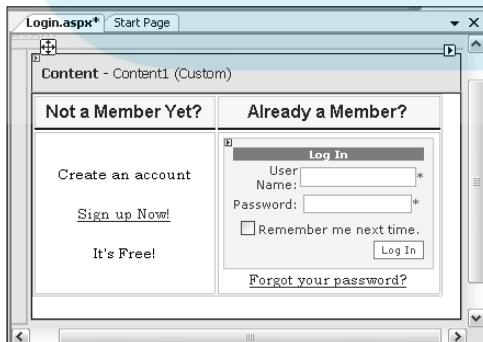 Login.aspx* Start Page
Content - Content1 (Custom)
Not a Member Yet?
Already a Member?
Create an account
Sign up Now!
It's Free!
Log In
User Name: *
Password: *
Remember me next time.
Log In
Forgot your password?